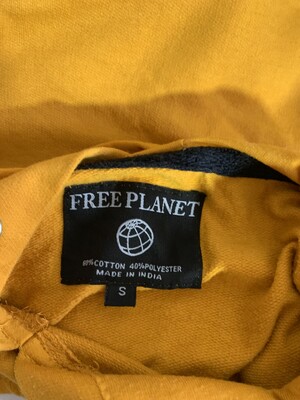 FREE PLANET
60%COTTON 40%POLYESTER
MADE IN INDIA
S